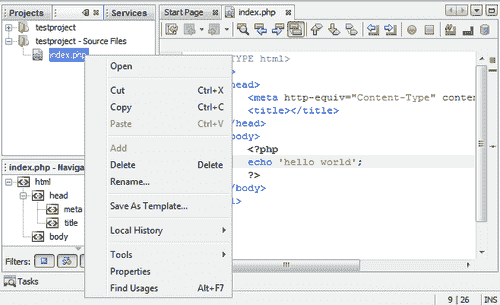 Projects Services
testproject
testproject - Source Files
index.php
Open
Cut Ctrl+X
Copy Ctrl+C
Paste Ctrl+V
Add
Delete Delete
Rename...
Save As Template...
Local History
Tools
Properties
Find Usages Alt+F7
index.php - Naviga
html
head
meta
title
body
Filters:
Tasks
Start Page index.php
TYPE html>
head>
<meta http-equiv="Content-Type" conten
<title></title>
/head>
body>
<?php
echo 'hello world';
?>
/body>
l>
9 | 26 INS